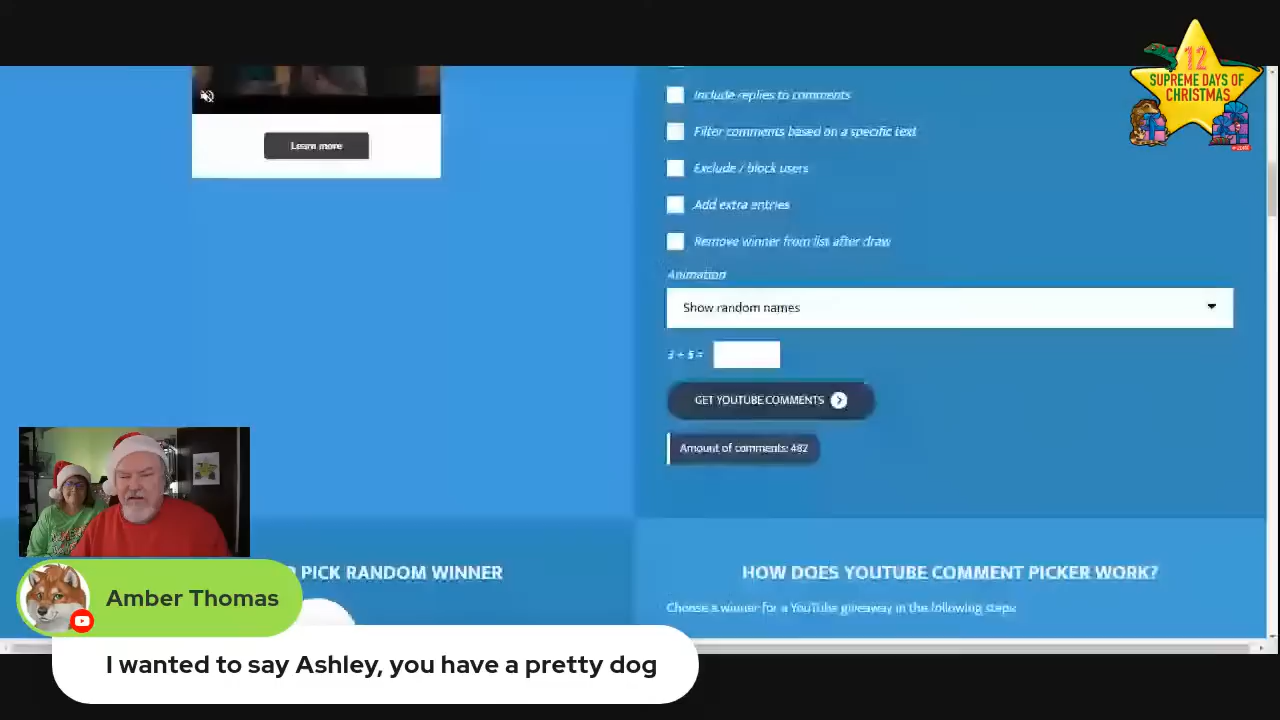 12
SUPREME DAYS OF
CHRISTMAS
Include replies to comments
Filter comments based on a specific text
Exclude / block users
Add extra entries
Remove winner from list after draw
Animation
Show random names
3 + 5 =
GET YOUTUBE COMMENTS
Amount of comments: 482
Learn more
PICK RANDOM WINNER
HOW DOES YOUTUBE COMMENT PICKER WORK?
Choose a winner for a YouTube giveaway in the following steps:
Amber Thomas
I wanted to say Ashley, you have a pretty dog